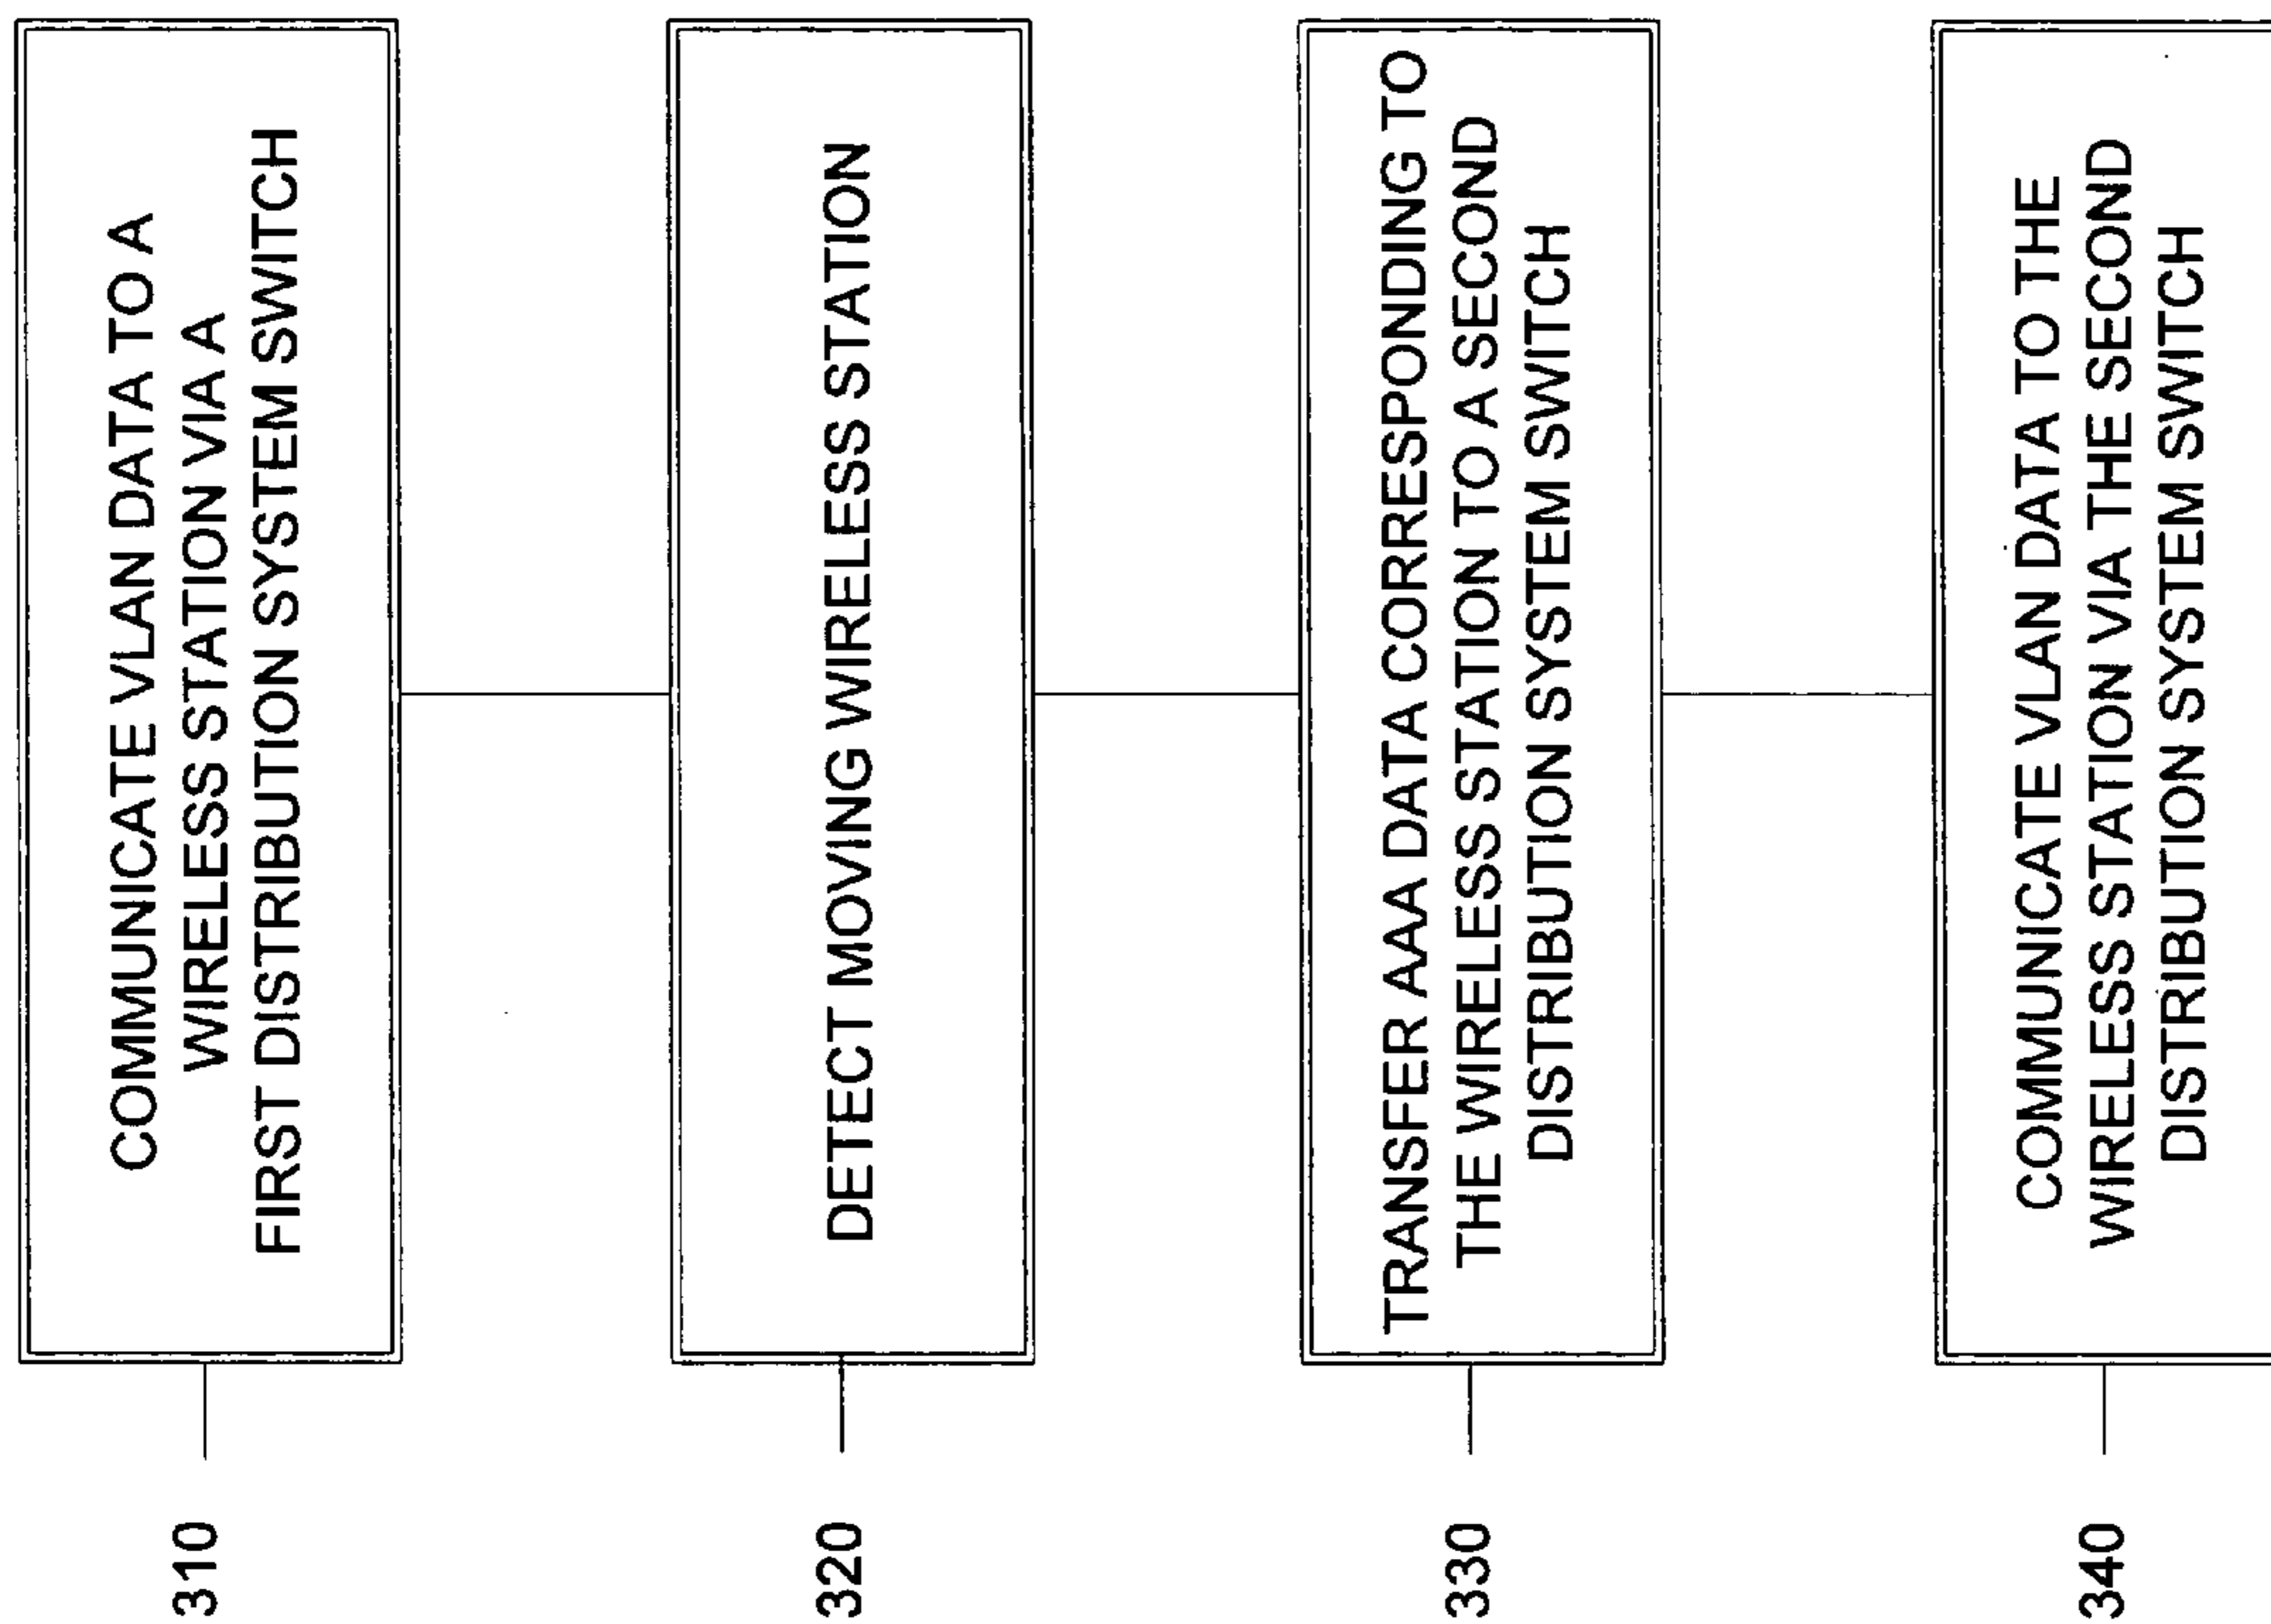 310
COMMUNICATE VLAN DATA TO A
WIRELESS STATION VIA A
FIRST DISTRIBUTION SYSTEM SWITCH
320
DETECT MOVING WIRELESS STATION
330
TRANSFER AAA DATA CORRESPONDING TO
THE WIRELESS STATION TO A SECOND
DISTRIBUTION SYSTEM SWITCH
340
COMMUNICATE VLAN DATA TO THE
WIRELESS STATION VIA THE SECOND
DISTRIBUTION SYSTEM SWITCH